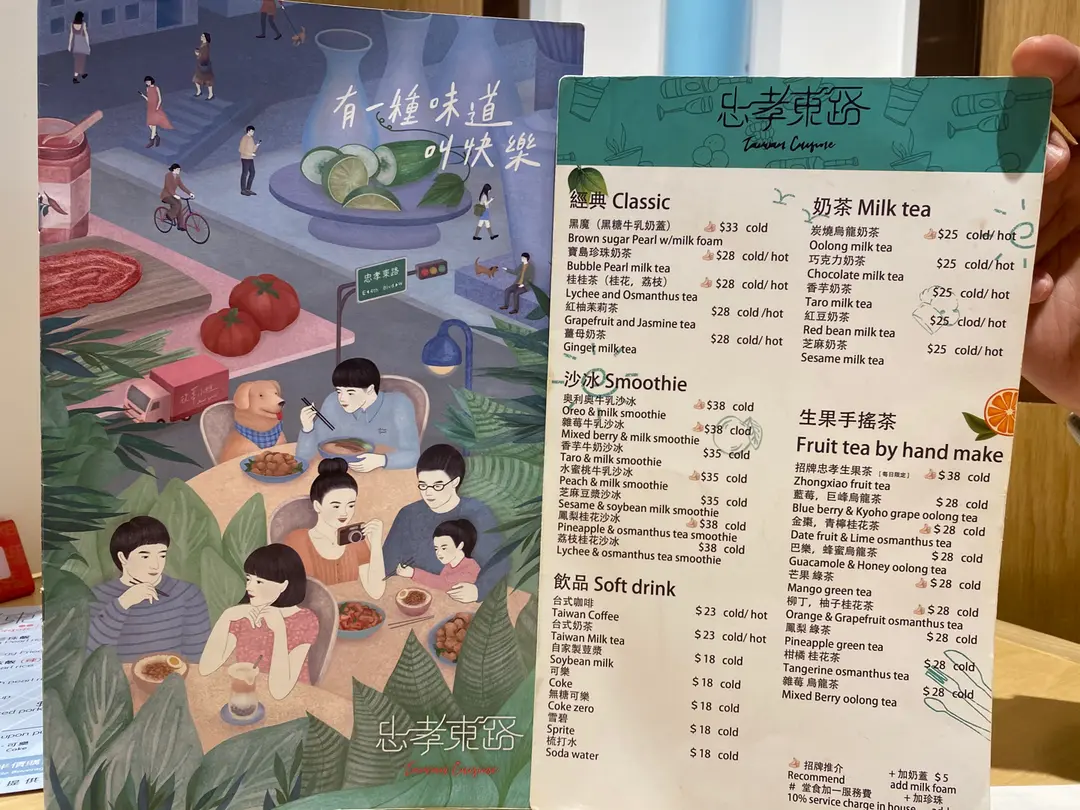 有一種味道
叫快樂
忠孝東路
忠孝東路
Taiwan Cuisine
忠孝東路
Taiwan Cuisine
經典 Classic
黑魔（黑糖牛乳奶蓋） $33 cold
Brown sugar Pearl w/milk foam
寶島珍珠奶茶 $28 cold/ hot
Bubble Pearl milk tea
桂桂茶（桂花，荔枝） $28 cold/ hot
Lychee and Osmanthus tea
紅柚茉莉茶 $28 cold /hot
Grapefruit and Jasmine tea
薑母奶茶 $28 cold/ hot
Ginger milk tea
沙冰 Smoothie
奧利奧牛乳沙冰 $38 cold
Oreo & milk smoothie
雜莓牛乳沙冰 $38 clod
Mixed berry & milk smoothie
香芋牛奶沙冰 $35 cold
Taro & milk smoothie
水蜜桃牛乳沙冰 $35 cold
Peach & milk smoothie
芝麻豆漿沙冰 $35 cold
Sesame & soybean milk smoothie
鳳梨桂花沙冰 $38 cold
Pineapple & osmanthus tea smoothie
荔枝桂花沙冰 $38 cold
Lychee & osmanthus tea smoothie
飲品 Soft drink
台式咖啡 $23 cold/ hot
Taiwan Coffee
台式奶茶 $23 cold/ hot
Taiwan Milk tea
自家製荳漿 $18 cold
Soybean milk
可樂 $18 cold
Coke
無糖可樂 $18 cold
Coke zero
雪碧 $18 cold
Sprite
梳打水 $18 cold
Soda water
奶茶 Milk tea
炭燒烏龍奶茶 $25 cold/ hot
Oolong milk tea
巧克力奶茶 $25 cold/ hot
Chocolate milk tea
香芋奶茶 $25 cold/ hot
Taro milk tea
紅豆奶茶 $25 clod/ hot
Red bean milk tea
芝麻奶茶 $25 cold/ hot
Sesame milk tea
生果手搖茶
Fruit tea by hand make
招牌忠孝生果茶 [每日限定] $38 cold
Zhongxiao fruit tea
藍莓，巨峰烏龍茶 $28 cold
Blue berry & Kyoho grape oolong tea
金棗，青檸桂花茶 $28 cold
Date fruit & Lime osmanthus tea
巴樂，蜂蜜烏龍茶 $28 cold
Guacamole & Honey oolong tea
芒果 綠茶 $28 cold
Mango green tea
柳丁，柚子桂花茶 $28 cold
Orange & Grapefruit osmanthus tea
鳳梨 綠茶 $28 cold
Pineapple green tea
柑橘 桂花茶 $28 cold
Tangerine osmanthus tea
雜莓 烏龍茶 $28 cold
Mixed Berry oolong tea
招牌推介
Recommend
# 堂食加一服務費
10% service charge in house
+ 加奶蓋 $5
add milk foam
+ 加珍珠